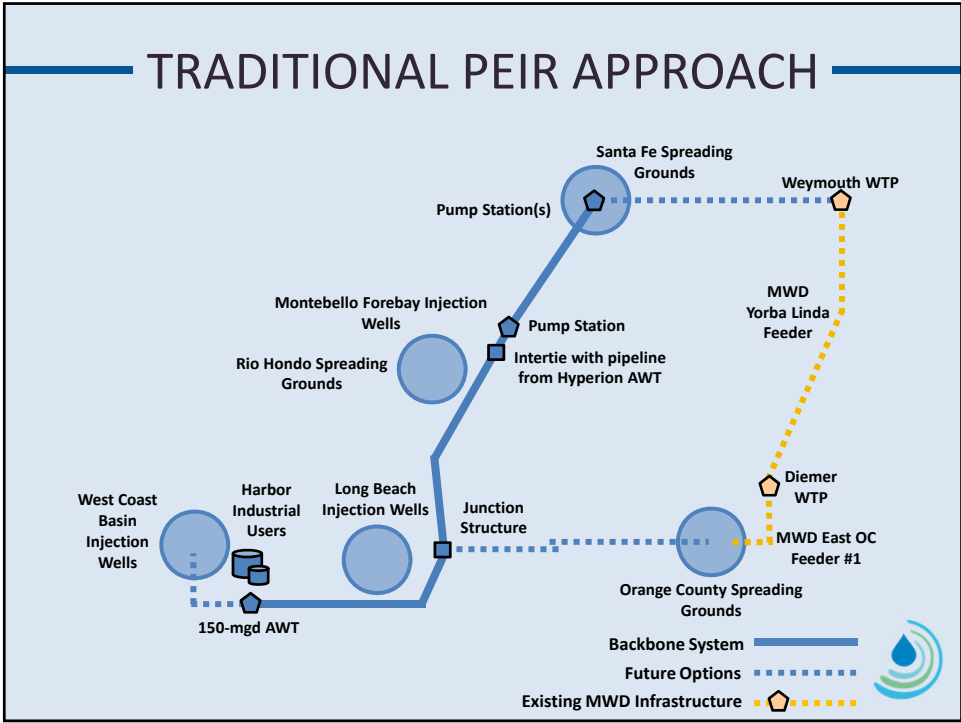 TRADITIONAL PEIR APPROACH
Santa Fe Spreading
Grounds
Weymouth WTP
Pump Station(s)
MWD
Yorba Linda
Feeder
Montebello Forebay Injection
Wells
Pump Station
Rio Hondo Spreading
Grounds
Intertie with pipeline
from Hyperion AWT
Diemer
WTP
West Coast
Basin
Injection
Wells
Harbor
Industrial
Users
Long Beach
Injection Wells
Junction
Structure
MWD East OC
Feeder #1
Orange County Spreading
Grounds
150-mgd AWT
Backbone System
Future Options
Existing MWD Infrastructure